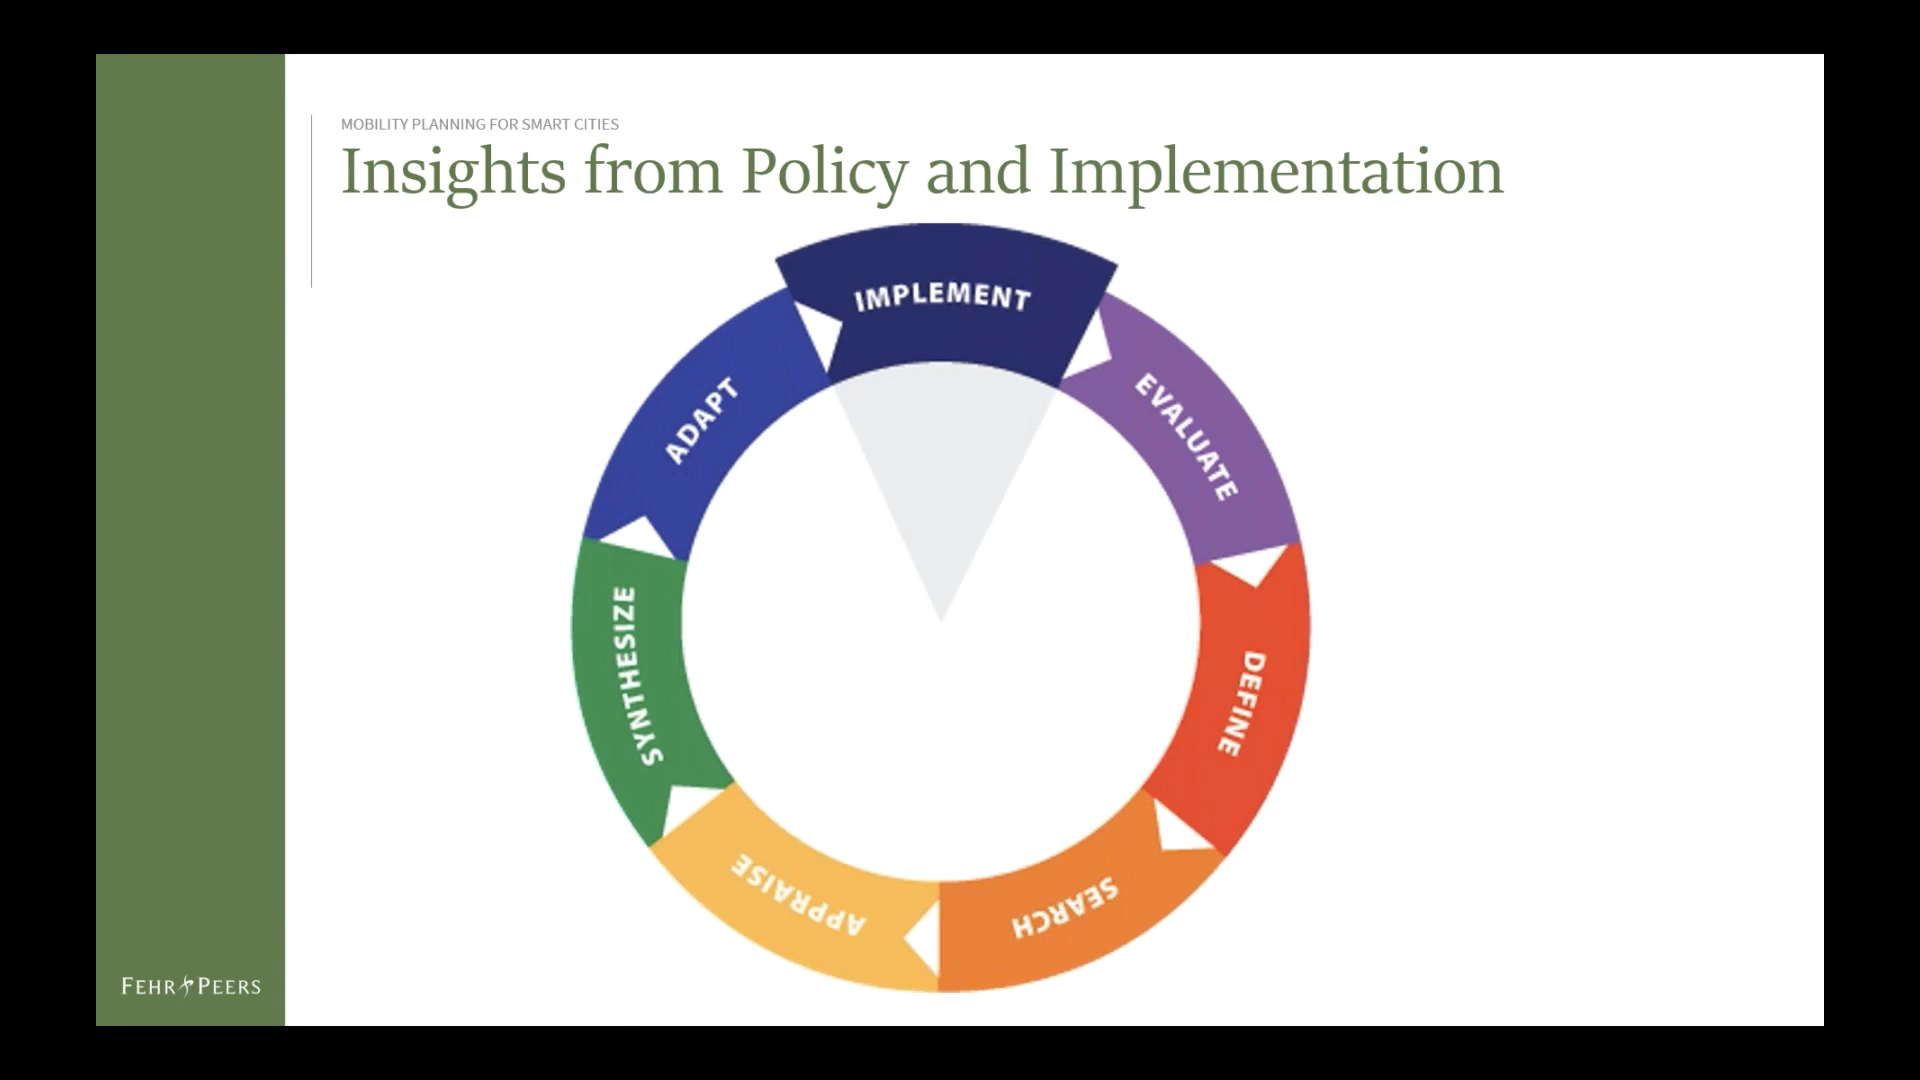 MOBILITY PLANNING FOR SMART CITIES
Insights from Policy and Implementation
IMPLEMENT
EVALUATE
DEFINE
SEARCH
APPRAISE
SYNTHESIZE
ADAPT
FEHR PEERS